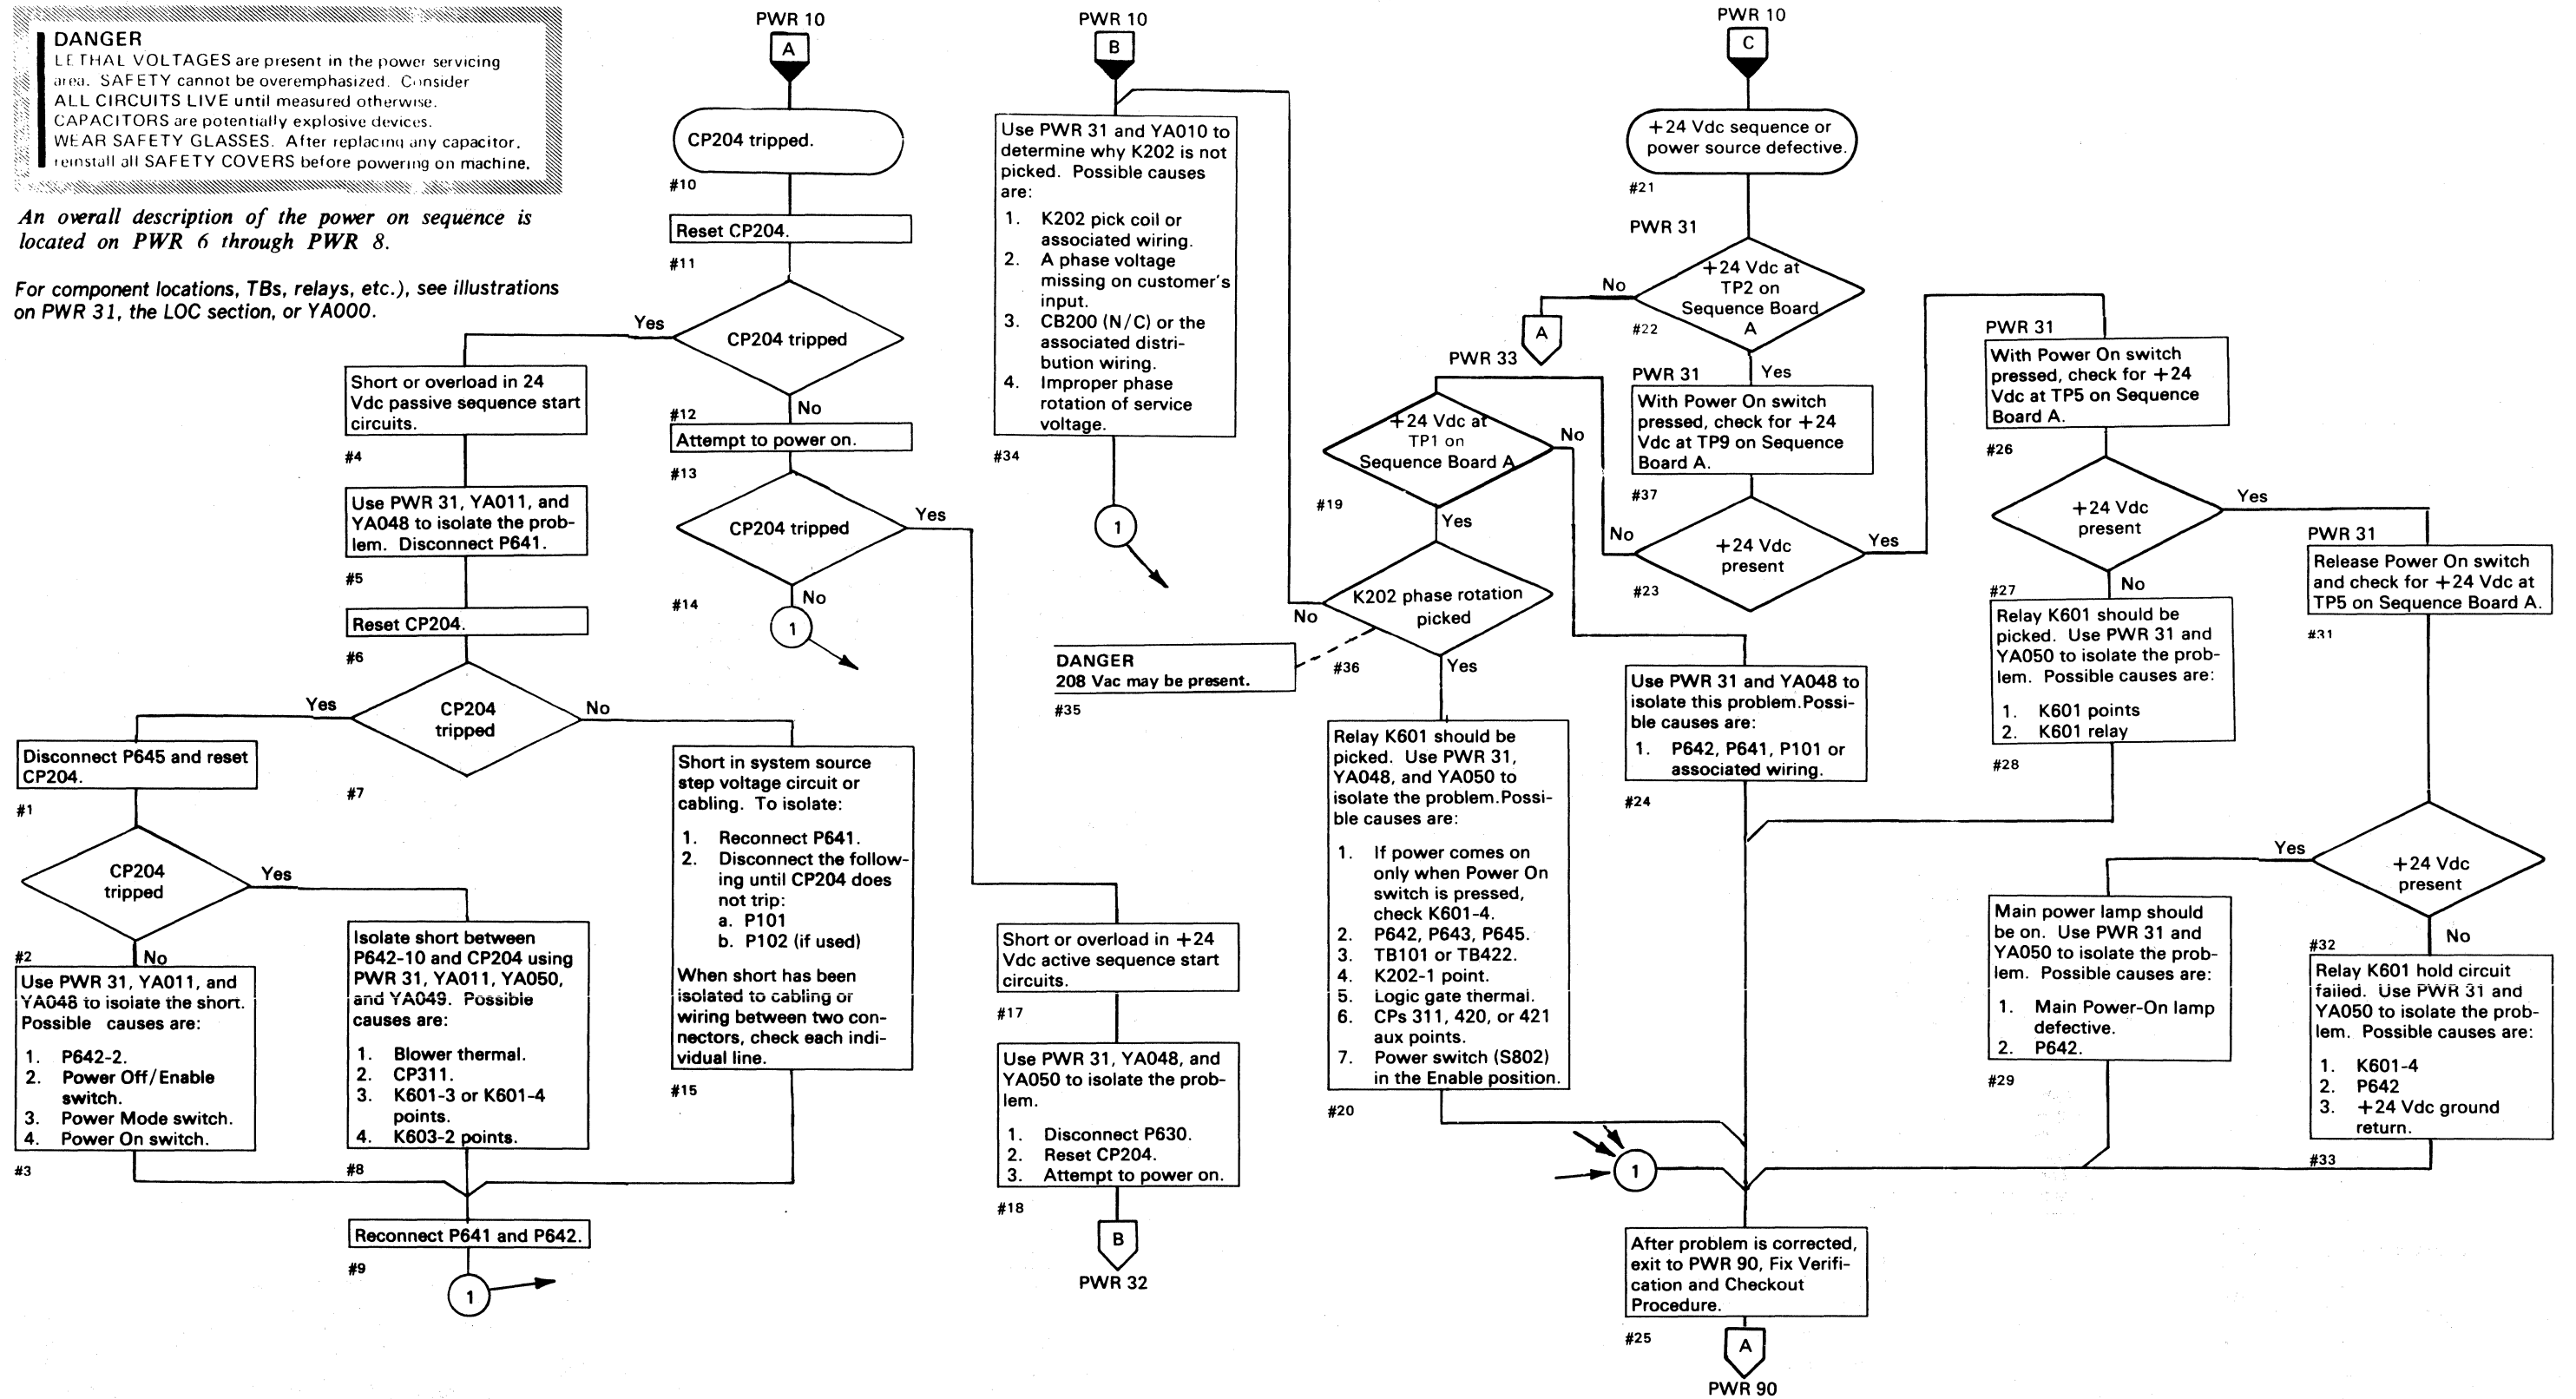 DANGER
LETHAL VOLTAGES are present in the power servicing
area. SAFETY cannot be overemphasized. Consider
ALL CIRCUITS LIVE until measured otherwise.
CAPACITORS are potentially explosive devices.
WEAR SAFETY GLASSES. After replacing any capacitor,
reinstall all SAFETY COVERS before powering on machine.
An overall description of the power on sequence is
located on PWR 6 through PWR 8.
For component locations, TBs, relays, etc.), see illustrations
on PWR 31, the LOC section, or YA000.
PWR 10
A
CP204 tripped.
#10
Reset CP204.
#11
CP204 tripped
Yes
No
#12
Attempt to power on.
#13
CP204 tripped
Yes
No
#14
1
Short or overload in 24
Vdc passive sequence start
circuits.
#4
Use PWR 31, YA011, and
YA048 to isolate the prob-
lem. Disconnect P641.
#5
Reset CP204.
#6
CP204
tripped
Yes
No
#7
Disconnect P645 and reset
CP204.
#1
CP204
tripped
Yes
No
#2
Use PWR 31, YA011, and
YA048 to isolate the short.
Possible causes are:
1. P642-2.
2. Power Off/Enable
switch.
3. Power Mode switch.
4. Power On switch.
#3
Isolate short between
P642-10 and CP204 using
PWR 31, YA011, YA050,
and YA049. Possible
causes are:
1. Blower thermal.
2. CP311.
3. K601-3 or K601-4
points.
4. K603-2 points.
#8
Short in system source
step voltage circuit or
cabling. To isolate:
1. Reconnect P641.
2. Disconnect the follow-
ing until CP204 does
not trip:
a. P101
b. P102 (if used)
When short has been
isolated to cabling or
wiring between two con-
nectors, check each indi-
vidual line.
#15
Reconnect P641 and P642.
#9
1
PWR 10
B
Use PWR 31 and YA010 to
determine why K202 is not
picked. Possible causes
are:
1. K202 pick coil or
associated wiring.
2. A phase voltage
missing on customer's
input.
3. CB200 (N/C) or the
associated distri-
bution wiring.
4. Improper phase
rotation of service
voltage.
#34
1
Short or overload in +24
Vdc active sequence start
circuits.
#17
Use PWR 31, YA048, and
YA050 to isolate the prob-
lem.
1. Disconnect P630.
2. Reset CP204.
3. Attempt to power on.
#18
B
PWR 32
PWR 10
C
+24 Vdc sequence or
power source defective.
#21
PWR 31
+24 Vdc at
TP2 on
Sequence Board
A
No
A
#22
Yes
PWR 31
With Power On switch
pressed, check for +24
Vdc at TP9 on Sequence
Board A.
#37
+24 Vdc
present
No
Yes
#23
PWR 33
+24 Vdc at
TP1 on
Sequence Board A
No
#19
Yes
K202 phase rotation
picked
No
#36
Yes
DANGER
208 Vac may be present.
#35
Relay K601 should be
picked. Use PWR 31,
YA048, and YA050 to
isolate the problem.Possi-
ble causes are:
1. If power comes on
only when Power On
switch is pressed,
check K601-4.
2. P642, P643, P645.
3. TB101 or TB422.
4. K202-1 point.
5. Logic gate thermal.
6. CPs 311, 420, or 421
aux points.
7. Power switch (S802)
in the Enable position.
#20
Use PWR 31 and YA048 to
isolate this problem.Possi-
ble causes are:
1. P642, P641, P101 or
associated wiring.
#24
PWR 31
With Power On switch
pressed, check for +24
Vdc at TP5 on Sequence
Board A.
#26
+24 Vdc
present
Yes
No
#27
Relay K601 should be
picked. Use PWR 31 and
YA050 to isolate the prob-
lem. Possible causes are:
1. K601 points
2. K601 relay
#28
PWR 31
Release Power On switch
and check for +24 Vdc at
TP5 on Sequence Board A.
#31
+24 Vdc
present
Yes
No
#32
Main power lamp should
be on. Use PWR 31 and
YA050 to isolate the prob-
lem. Possible causes are:
1. Main Power-On lamp
defective.
2. P642.
#29
Relay K601 hold circuit
failed. Use PWR 31 and
YA050 to isolate the prob-
lem. Possible causes are:
1. K601-4
2. P642
3. +24 Vdc ground
return.
#33
1
After problem is corrected,
exit to PWR 90, Fix Verifi-
cation and Checkout
Procedure.
#25
A
PWR 90